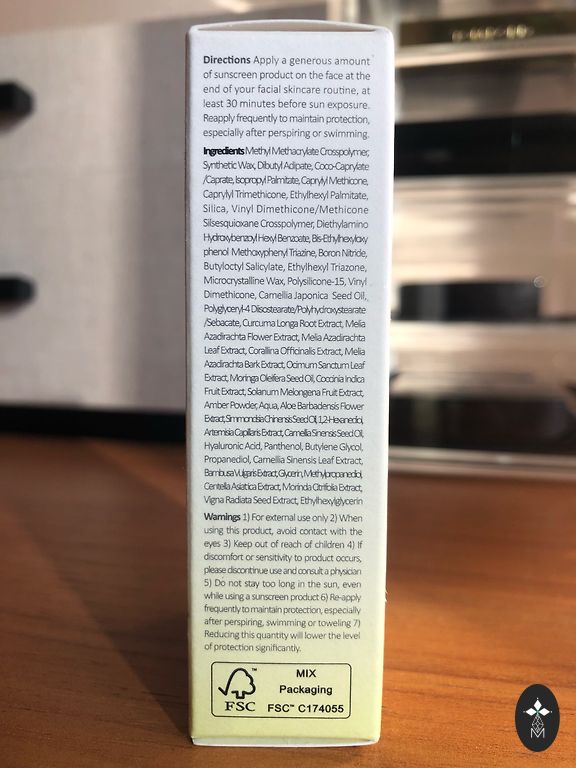 Directions Apply a generous amount
of sunscreen product on the face at the
end of your facial skincare routine, at
least 30 minutes before sun exposure.
Reapply frequently to maintain protection,
especially after perspiring or swimming.
Ingredients Methyl Methacrylate Crosspolymer,
Synthetic Wax, Dibutyl Adipate, Coco-Caprylate
/Caprate, Isopropyl Palmitate, Caprylyl Methicone,
Caprylyl Trimethicone, Ethylhexyl Palmitate,
Silica, Vinyl Dimethicone/Methicone
Silsesquioxane Crosspolymer, Diethylamino
Hydroxybenzoyl Hexyl Benzoate, Bis-Ethylhexyloxy
phenol Methoxyphenyl Triazine, Boron Nitride,
Butyloctyl Salicylate, Ethylhexyl Triazone,
Microcrystalline Wax, Polysilicone-15, Vinyl
Dimethicone, Camellia Japonica Seed Oil,
Polyglyceryl-4 Diisostearate/Polyhydroxystearate
/Sebacate, Curcuma Longa Root Extract, Melia
Azadirachta Flower Extract, Melia Azadirachta
Leaf Extract, Corallina Officinalis Extract, Melia
Azadirachta Bark Extract, Ocimum Sanctum Leaf
Extract, Moringa Oleifera Seed Oil, Coccinia Indica
Fruit Extract, Solanum Melongena Fruit Extract,
Amber Powder, Aqua, Aloe Barbadensis Flower
Extract, Simmondsia Chinensis Seed Oil, 1,2-Hexanediol,
Artemisia Capillaris Extract, Camellia Sinensis Seed Oil,
Hyaluronic Acid, Panthenol, Butylene Glycol,
Propanediol, Camellia Sinensis Leaf Extract,
Bambusa Vulgaris Extract, Glycerin, Methylpropanediol,
Centella Asiatica Extract, Morinda Citrifolia Extract,
Vigna Radiata Seed Extract, Ethylhexylglycerin
Warnings 1) For external use only 2) When
using this product, avoid contact with the
eyes 3) Keep out of reach of children 4) If
discomfort or sensitivity to product occurs,
please discontinue use and consult a physician
5) Do not stay too long in the sun, even
while using a sunscreen product 6) Re-apply
frequently to maintain protection, especially
after perspiring, swimming or toweling 7)
Reducing this quantity will lower the level
of protection significantly.
FSC
MIX
Packaging
FSC™ C174055
M